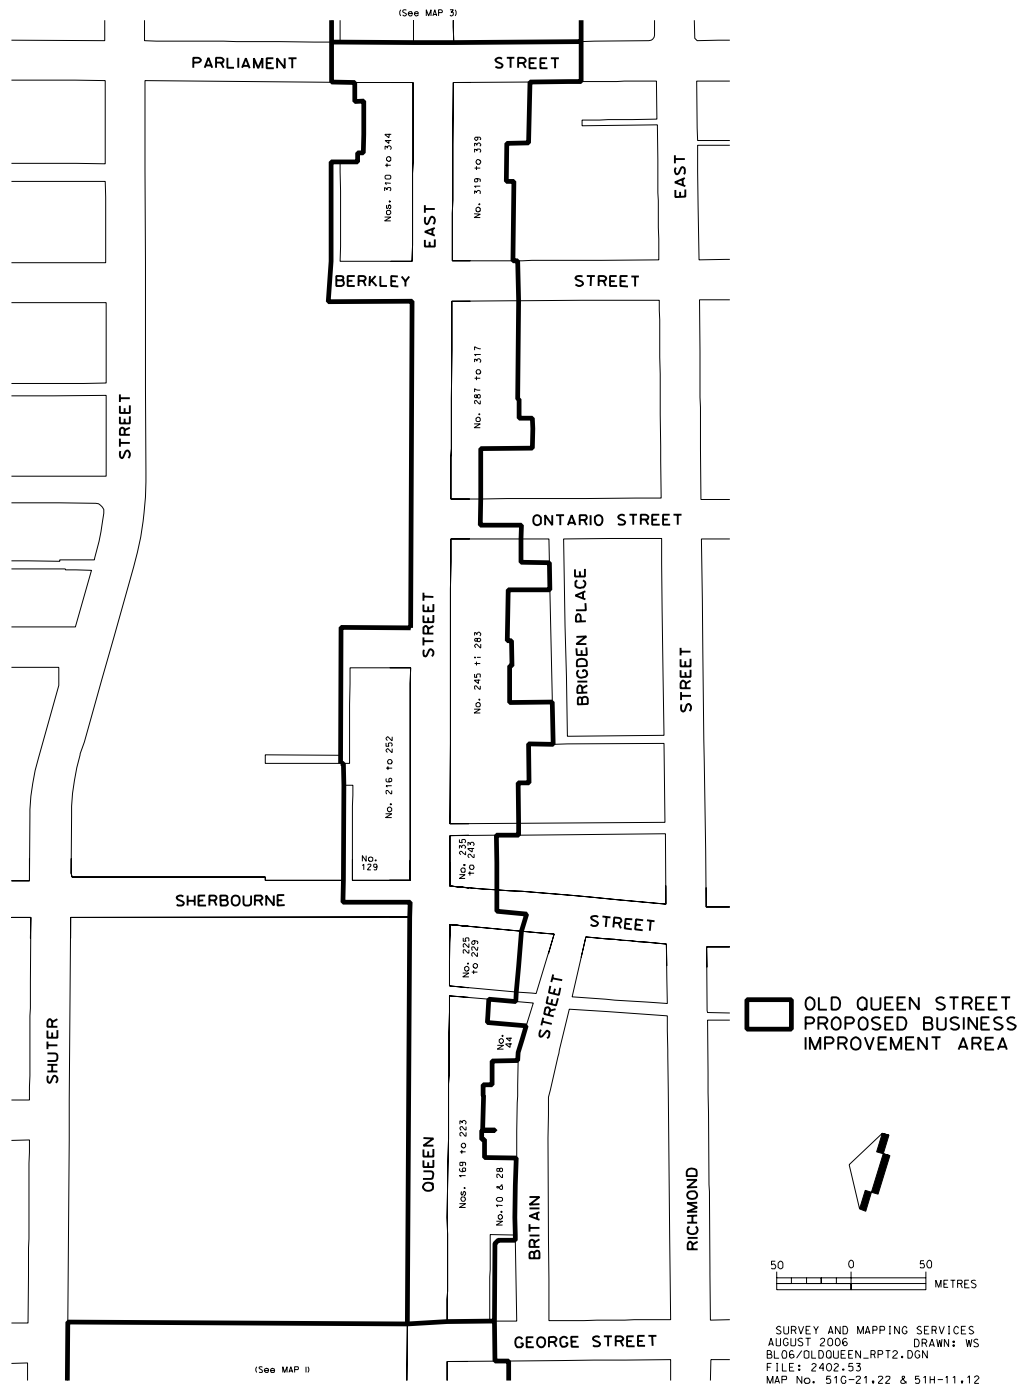 (See MAP 3)
PARLIAMENT STREET
Nos. 310 to 344
No. 319 to 339
EAST
EAST
BERKLEY STREET
No. 287 to 317
STREET
ONTARIO STREET
BRIGDEN PLACE
STREET
No. 245 ti 283
STREET
No. 216 to 252
No.
129
No. 235
to 243
SHERBOURNE STREET
No. 225
to 229
STREET
No.
44
SHUTER
OLD QUEEN STREET
PROPOSED BUSINESS
IMPROVEMENT AREA
QUEEN
Nos. 169 to 223
No.10 & 28
BRITAIN
RICHMOND
50 0 50
METRES
GEORGE STREET
(See MAP 1)
SURVEY AND MAPPING SERVICES
AUGUST 2006 DRAWN: WS
BL06/OLDQUEEN_RPT2.DGN
FILE: 2402.53
MAP No. 51G-21,22 & 51H-11,12